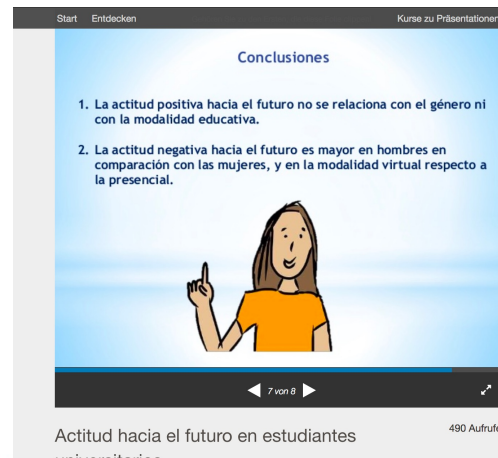 Start Entdecken Kurse zu Präsentationen
Conclusiones
1. La actitud positiva hacia el futuro no se relaciona con el género ni
con la modalidad educativa.
2. La actitud negativa hacia el futuro es mayor en hombres en
comparación con las mujeres, y en la modalidad virtual respecto a
la presencial.
7 von 8
Actitud hacia el futuro en estudiantes
490 Aufrufe